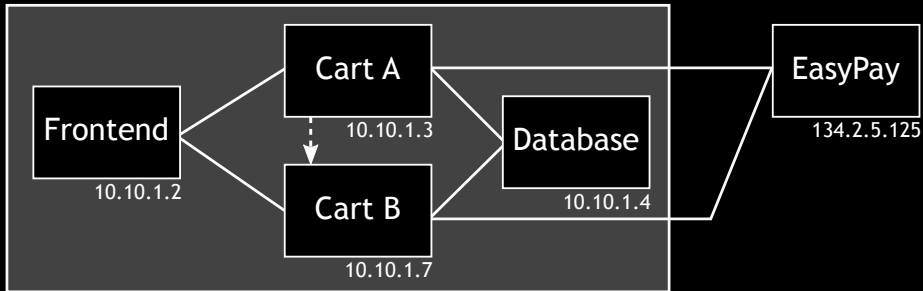 Cart A
10.10.1.3
EasyPay
134.2.5.125
Frontend
10.10.1.2
Database
10.10.1.4
Cart B
10.10.1.7